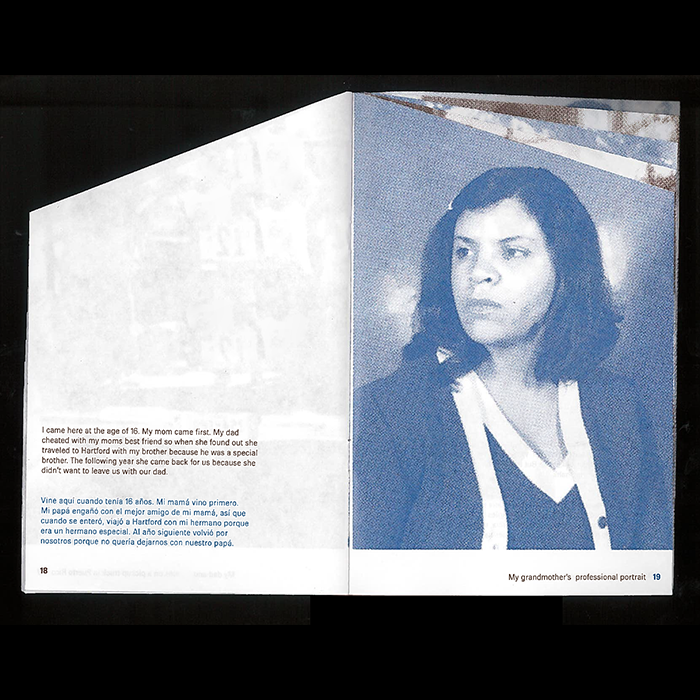 I came here at the age of 16. My mom came first. My dad
cheated with my moms best friend so when she found out she
traveled to Hartford with my brother because he was a special
brother. The following year she came back for us because she
didn't want to leave us with our dad.
Vine aquí cuando tenía 16 años. Mi mamá vino primero.
Mi papá engañó con el mejor amigo de mi mamá, así que
cuando se enteró, viajó a Hartford con mi hermano porque
era un hermano especial. Al año siguiente volvió por
nosotros porque no quería dejarnos con nuestro papá.
18
My grandmother's professional portrait 19